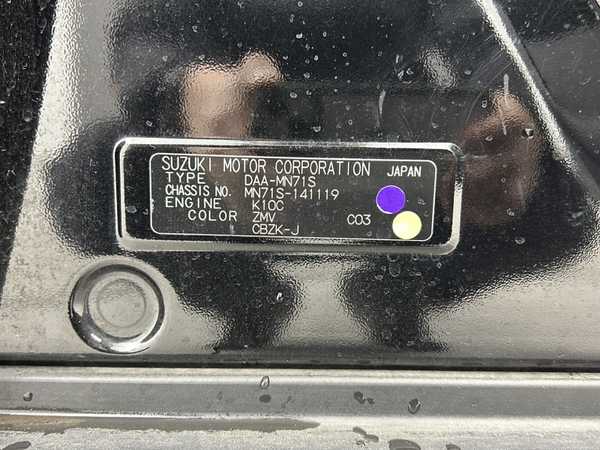 SUZUKI MOTOR CORPORATION JAPAN
TYPE DAA-MN71S
CHASSIS NO. MN71S-141119
ENGINE K10C
COLOR ZMV C03
CBZK-J